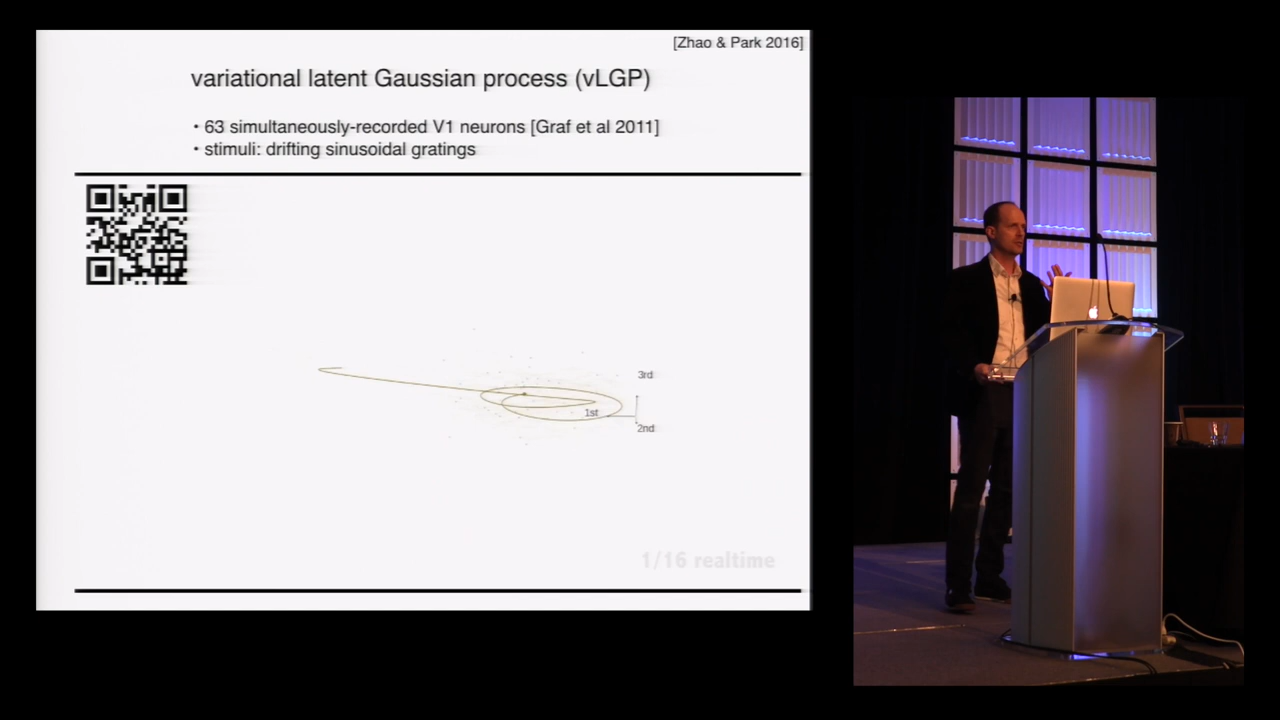 [Zhao & Park 2016]
variational latent Gaussian process (vLGP)
• 63 simultaneously-recorded V1 neurons [Graf et al 2011]
• stimuli: drifting sinusoidal gratings
3rd
1st
2nd
1/16 realtime